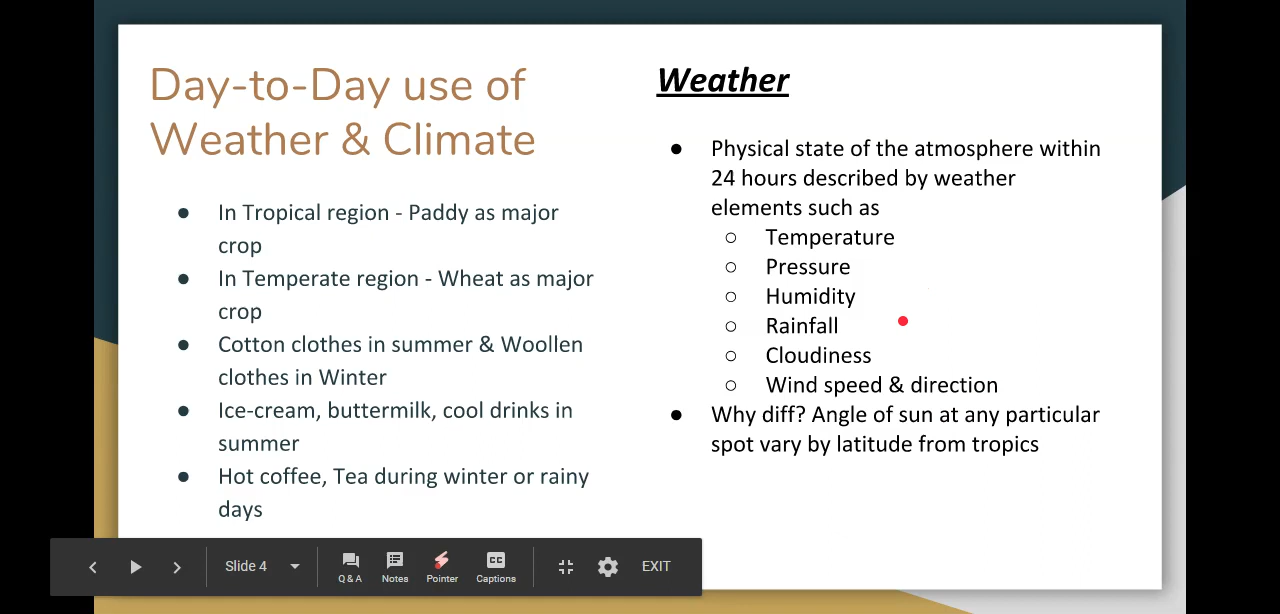 Day-to-Day use of
Weather & Climate
● In Tropical region - Paddy as major
crop
● In Temperate region - Wheat as major
crop
● Cotton clothes in summer & Woollen
clothes in Winter
● Ice-cream, buttermilk, cool drinks in
summer
● Hot coffee, Tea during winter or rainy
days
Weather
● Physical state of the atmosphere within
24 hours described by weather
elements such as
○ Temperature
○ Pressure
○ Humidity
○ Rainfall
○ Cloudiness
○ Wind speed & direction
● Why diff? Angle of sun at any particular
spot vary by latitude from tropics
Slide 4
Q & A
Notes
Pointer
CC
Captions
EXIT